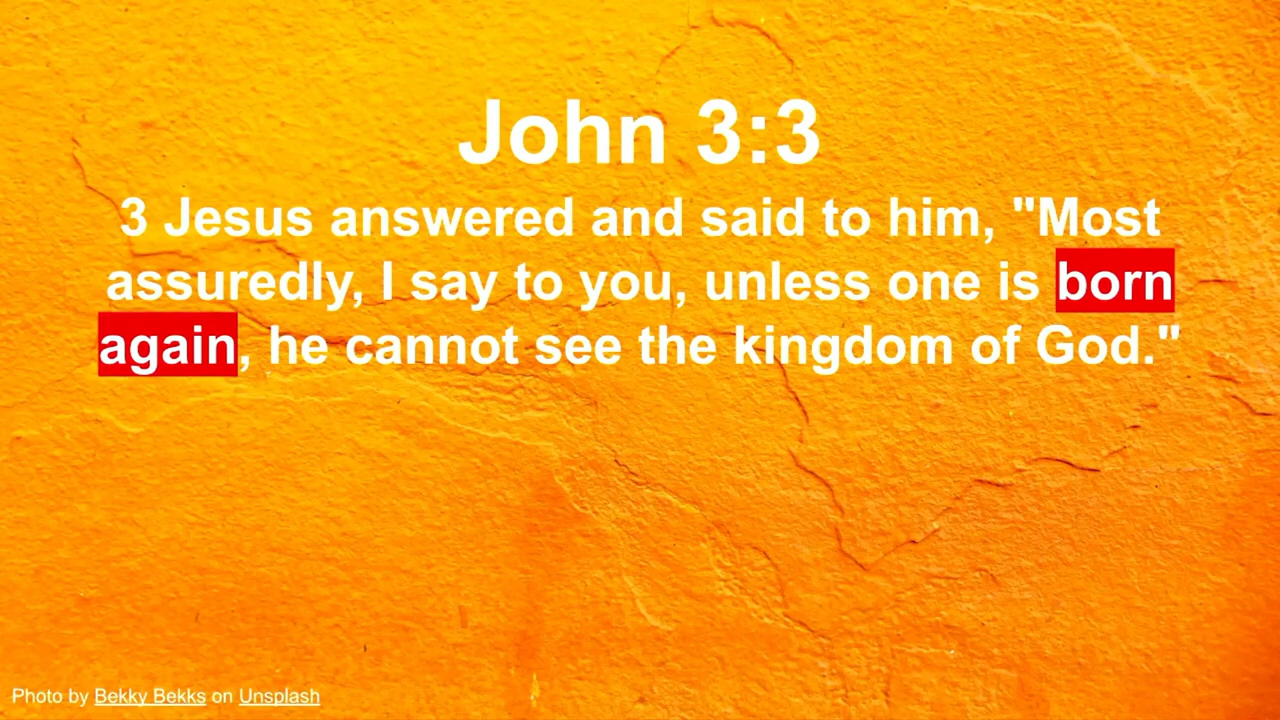 John 3:3
3 Jesus answered and said to him, "Most
assuredly, I say to you, unless one is born
again, he cannot see the kingdom of God."
Photo by Bekky Bekks on Unsplash